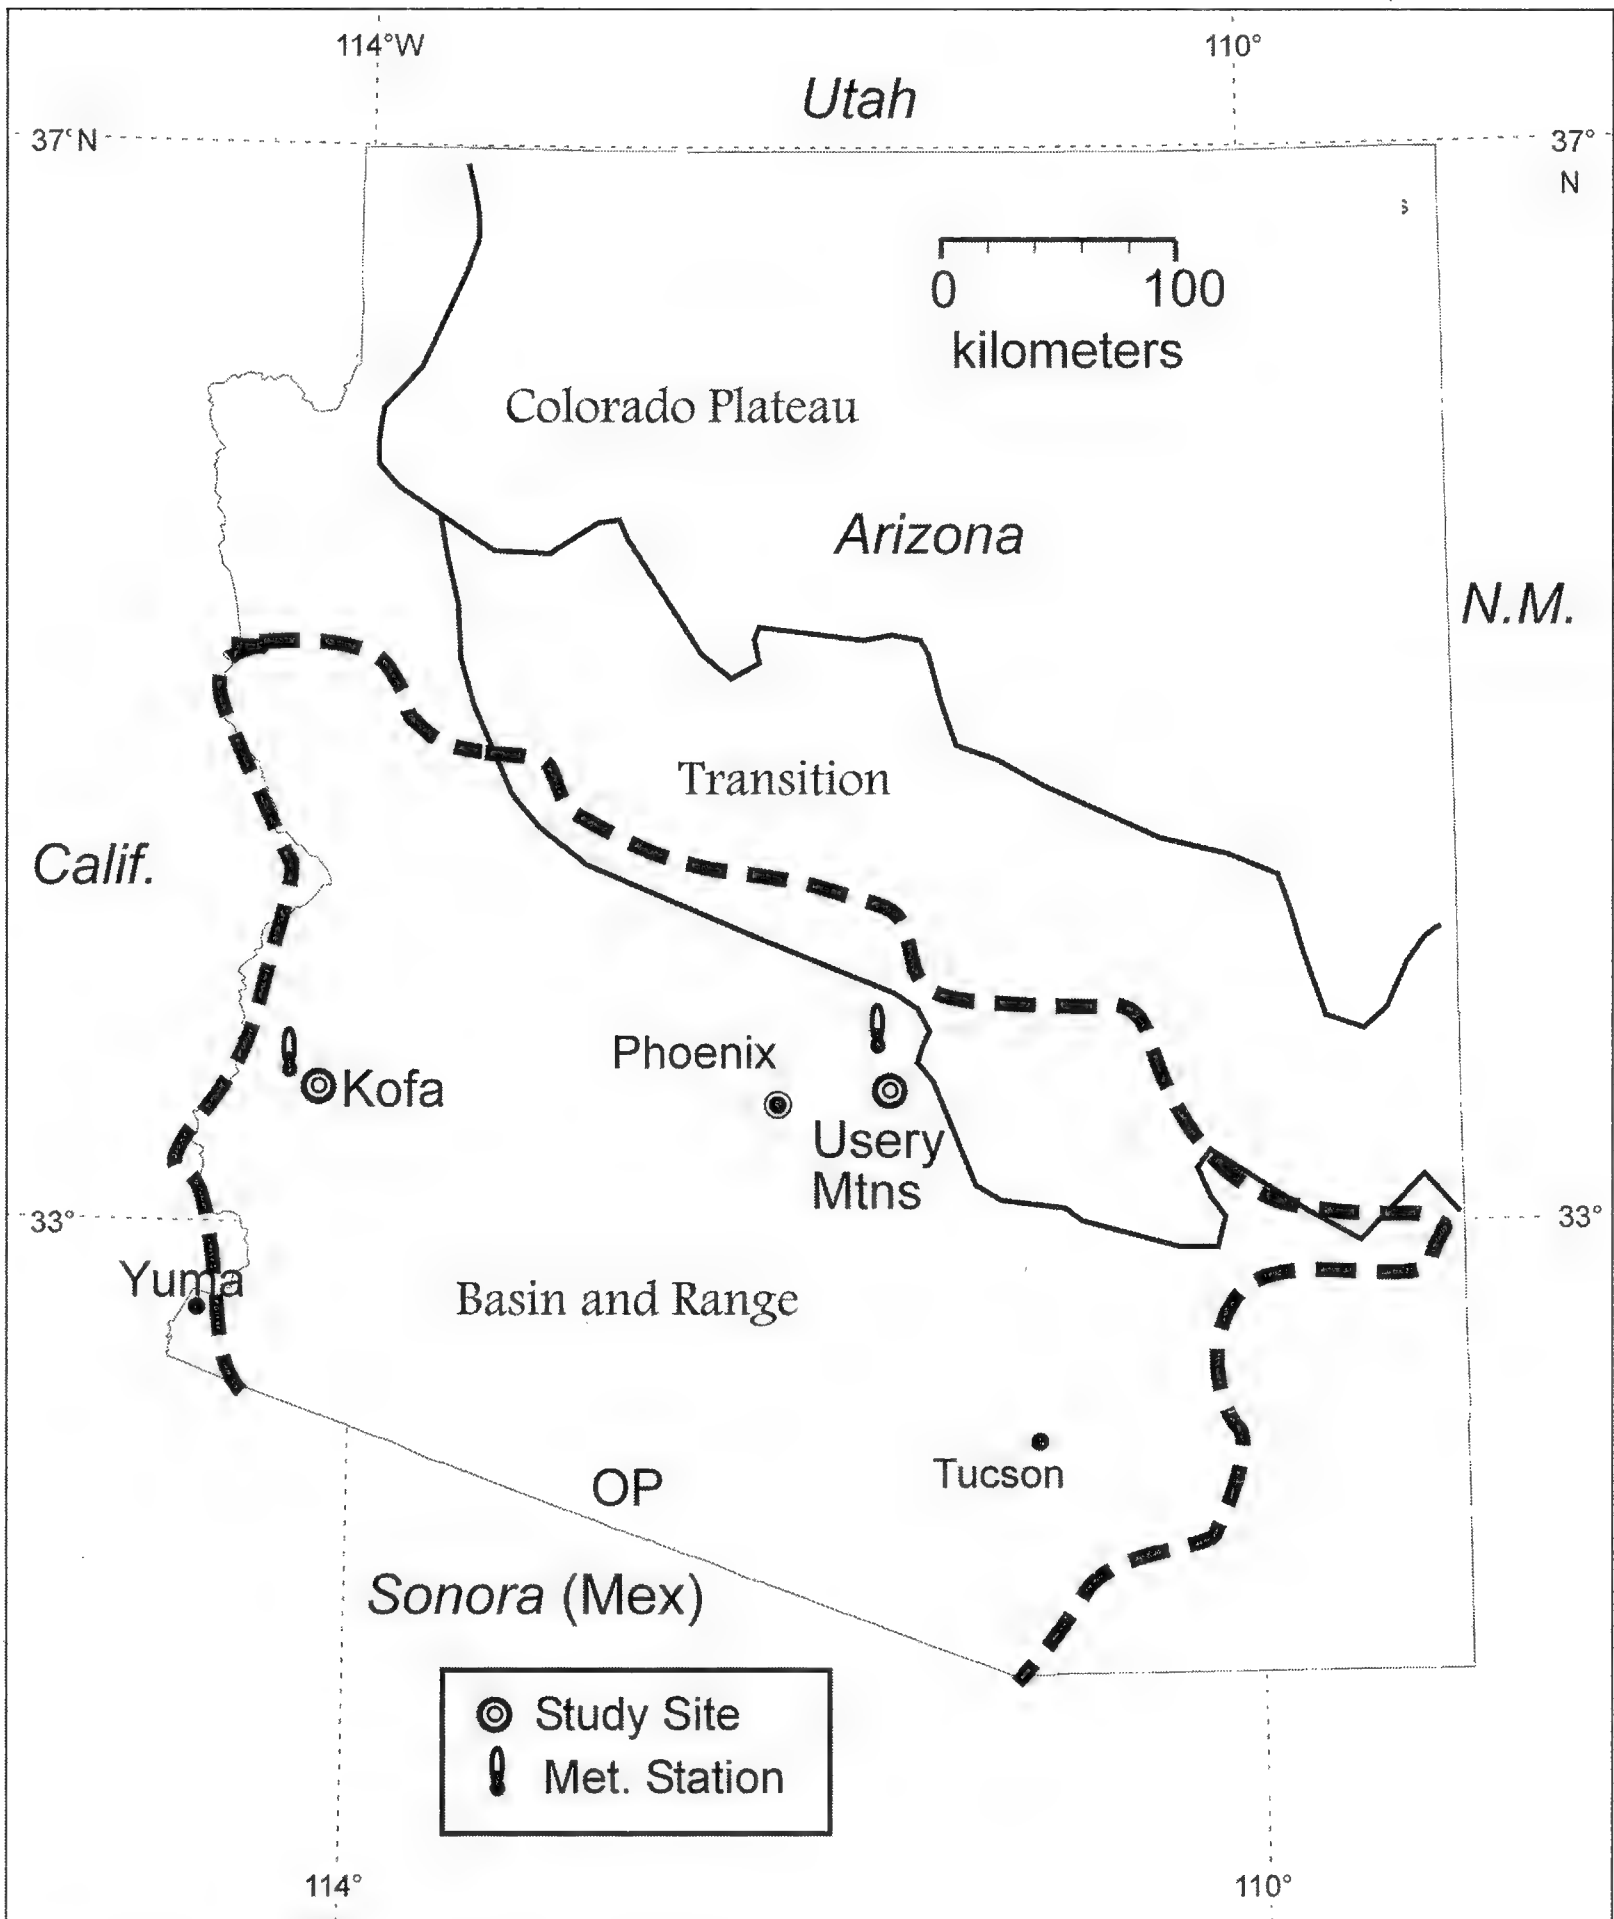 114°W
110°
Utah
37°N
37°
N
s
0
100
kilometers
Colorado Plateau
Arizona
N.M.
Transition
Calif.
Phoenix
Kofa
Usery
Mtns
33°
33°
Yuma
Basin and Range
Tucson
OP
Sonora (Mex)
Study Site
Met. Station
114°
110°